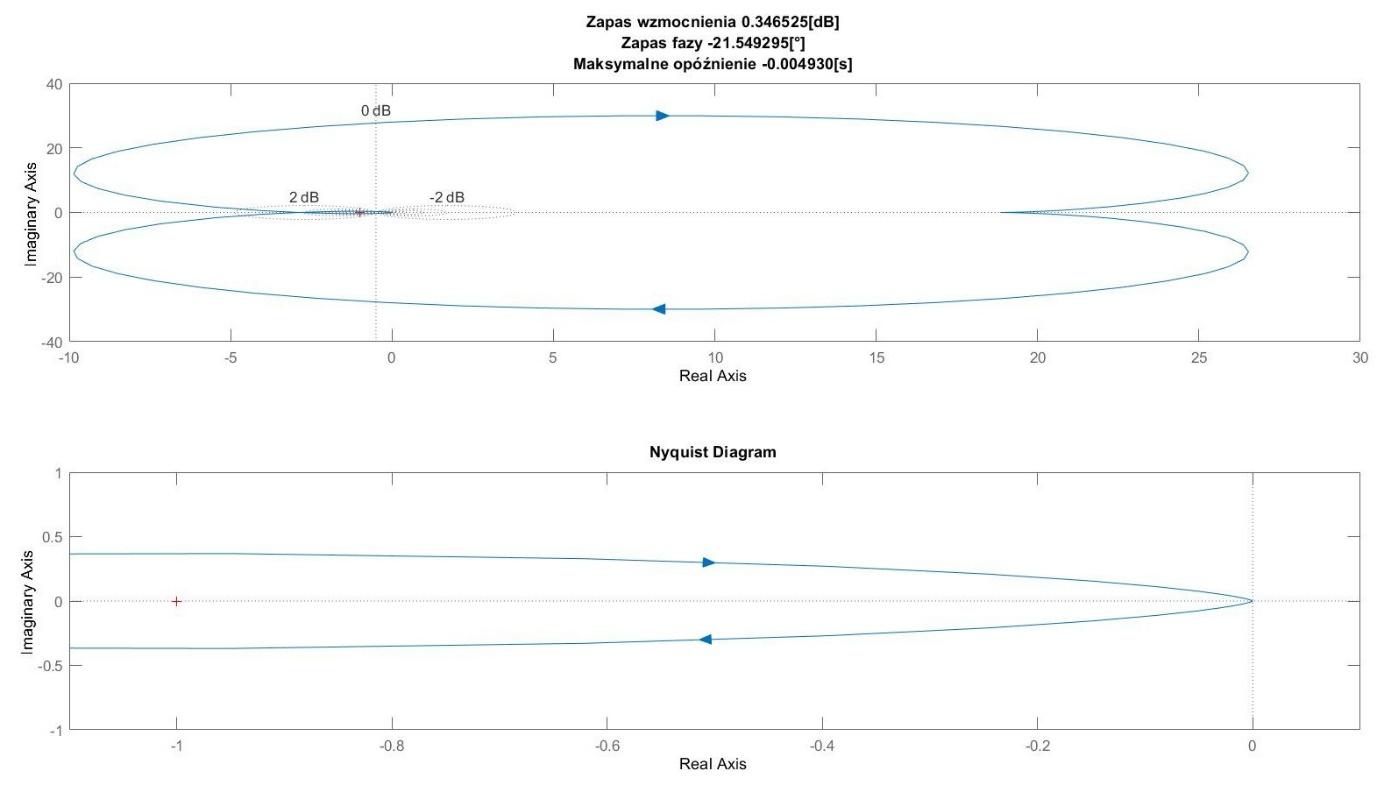 Zapas wzmocnienia 0.346525[dB]
Zapas fazy -21.549295[°]
Maksymalne opóźnienie -0.004930[s]
40
20
0
-20
-40
Imaginary Axis
0 dB
2 dB
-2 dB
-10
-5
0
5
10
15
20
25
30
Real Axis
Nyquist Diagram
1
0.5
0
-0.5
-1
Imaginary Axis
-1
-0.8
-0.6
-0.4
-0.2
0
Real Axis